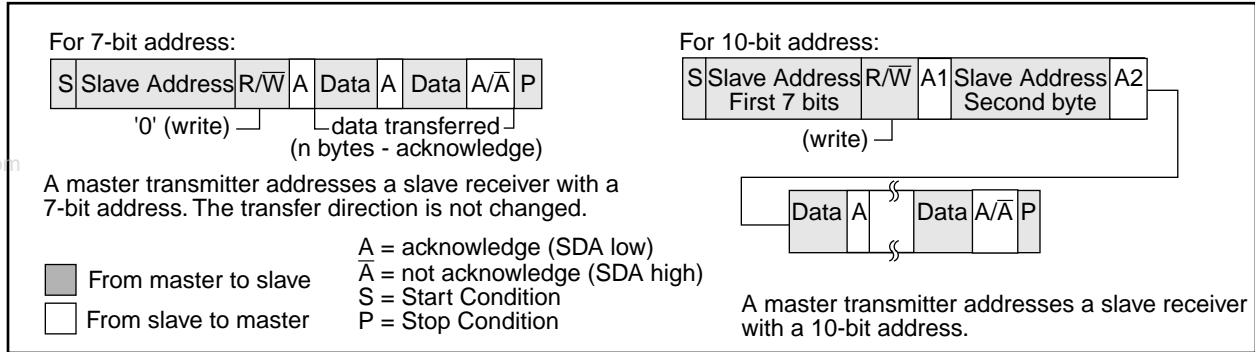 For 7-bit address:
S Slave Address R/W̅ A Data A Data A/A̅ P
'0' (write)
data transferred
(n bytes - acknowledge)
A master transmitter addresses a slave receiver with a
7-bit address. The transfer direction is not changed.
From master to slave
From slave to master
A = acknowledge (SDA low)
A̅ = not acknowledge (SDA high)
S = Start Condition
P = Stop Condition
For 10-bit address:
S Slave Address First 7 bits R/W̅ A1 Slave Address Second byte A2
(write)
Data A Data A/A̅ P
A master transmitter addresses a slave receiver
with a 10-bit address.
om